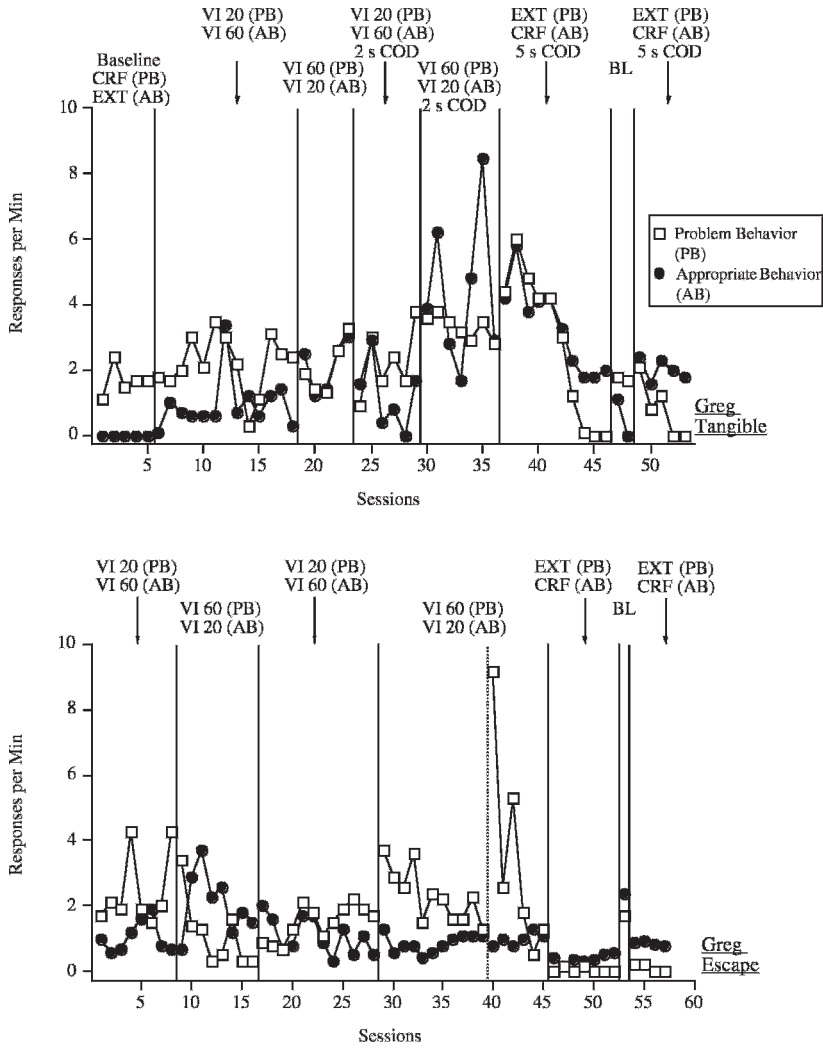 VI 20 (PB)
VI 60 (AB)
VI 20 (PB)
VI 60 (AB)
2 s COD
EXT (PB)
CRF (AB)
5 s COD
EXT (PB)
CRF (AB)
5 s COD
Baseline
CRF (PB)
EXT (AB)
VI 60 (PB)
VI 20 (AB)
VI 60 (PB)
VI 20 (AB)
2 s COD
BL
10
8
6
4
2
0
Responses per Min
Problem Behavior
(PB)
Appropriate Behavior
(AB)
Greg
Tangible
5
10
15
20
25
30
35
40
45
50
Sessions
VI 20 (PB)
VI 60 (AB)
VI 60 (PB)
VI 20 (AB)
VI 20 (PB)
VI 60 (AB)
VI 60 (PB)
VI 20 (AB)
EXT (PB)
CRF (AB)
BL
EXT (PB)
CRF (AB)
10
8
6
4
2
0
Responses per Min
Greg
Escape
5
10
15
20
25
30
35
40
45
50
55
60
Sessions